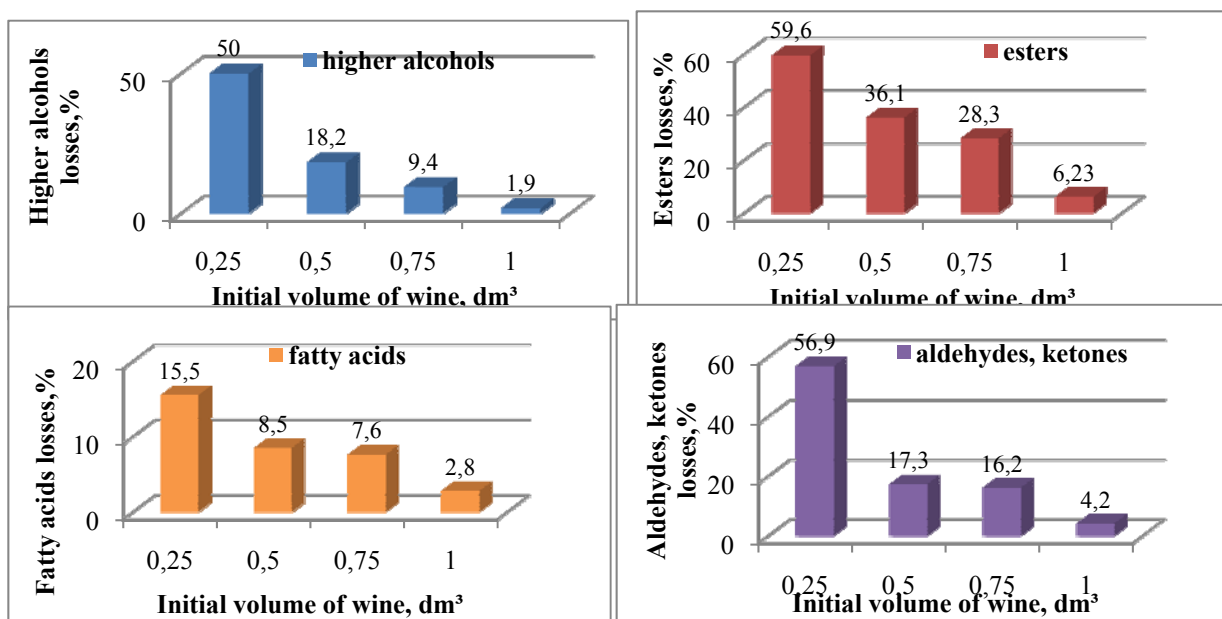 Higher alcohols
losses,%
higher alcohols
50
0
50
18,2
9,4
1,9
0,25 0,5 0,75 1
Initial volume of wine, dm³
Esters losses,%
esters
60
40
20
0
59,6
36,1
28,3
6,23
0,25 0,5 0,75 1
Initial volume of wine, dm³
Fatty acids losses,%
fatty acids
20
10
0
15,5
8,5
7,6
2,8
0,25 0,5 0,75 1
Initial volume of wine, dm³
Aldehydes, ketones
losses,%
aldehydes, ketones
60
40
20
0
56,9
17,3
16,2
4,2
0,25 0,5 0,75 1
Initial volume of wine, dm³